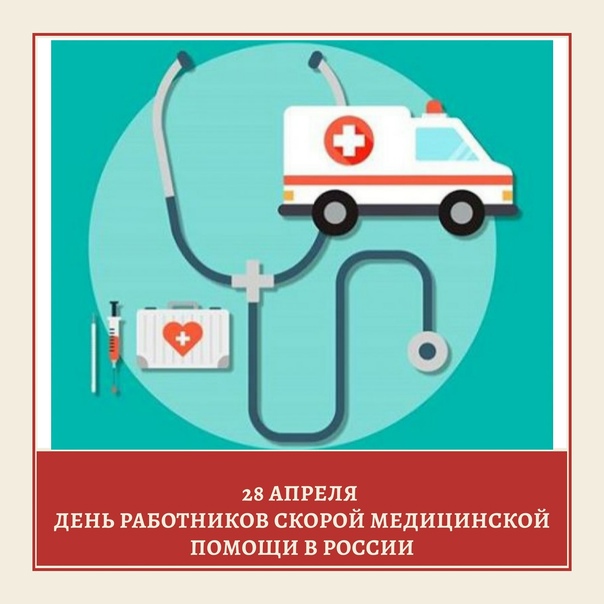 28 АПРЕЛЯ
ДЕНЬ РАБОТНИКОВ СКОРОЙ МЕДИЦИНСКОЙ
ПОМОЩИ В РОССИИ